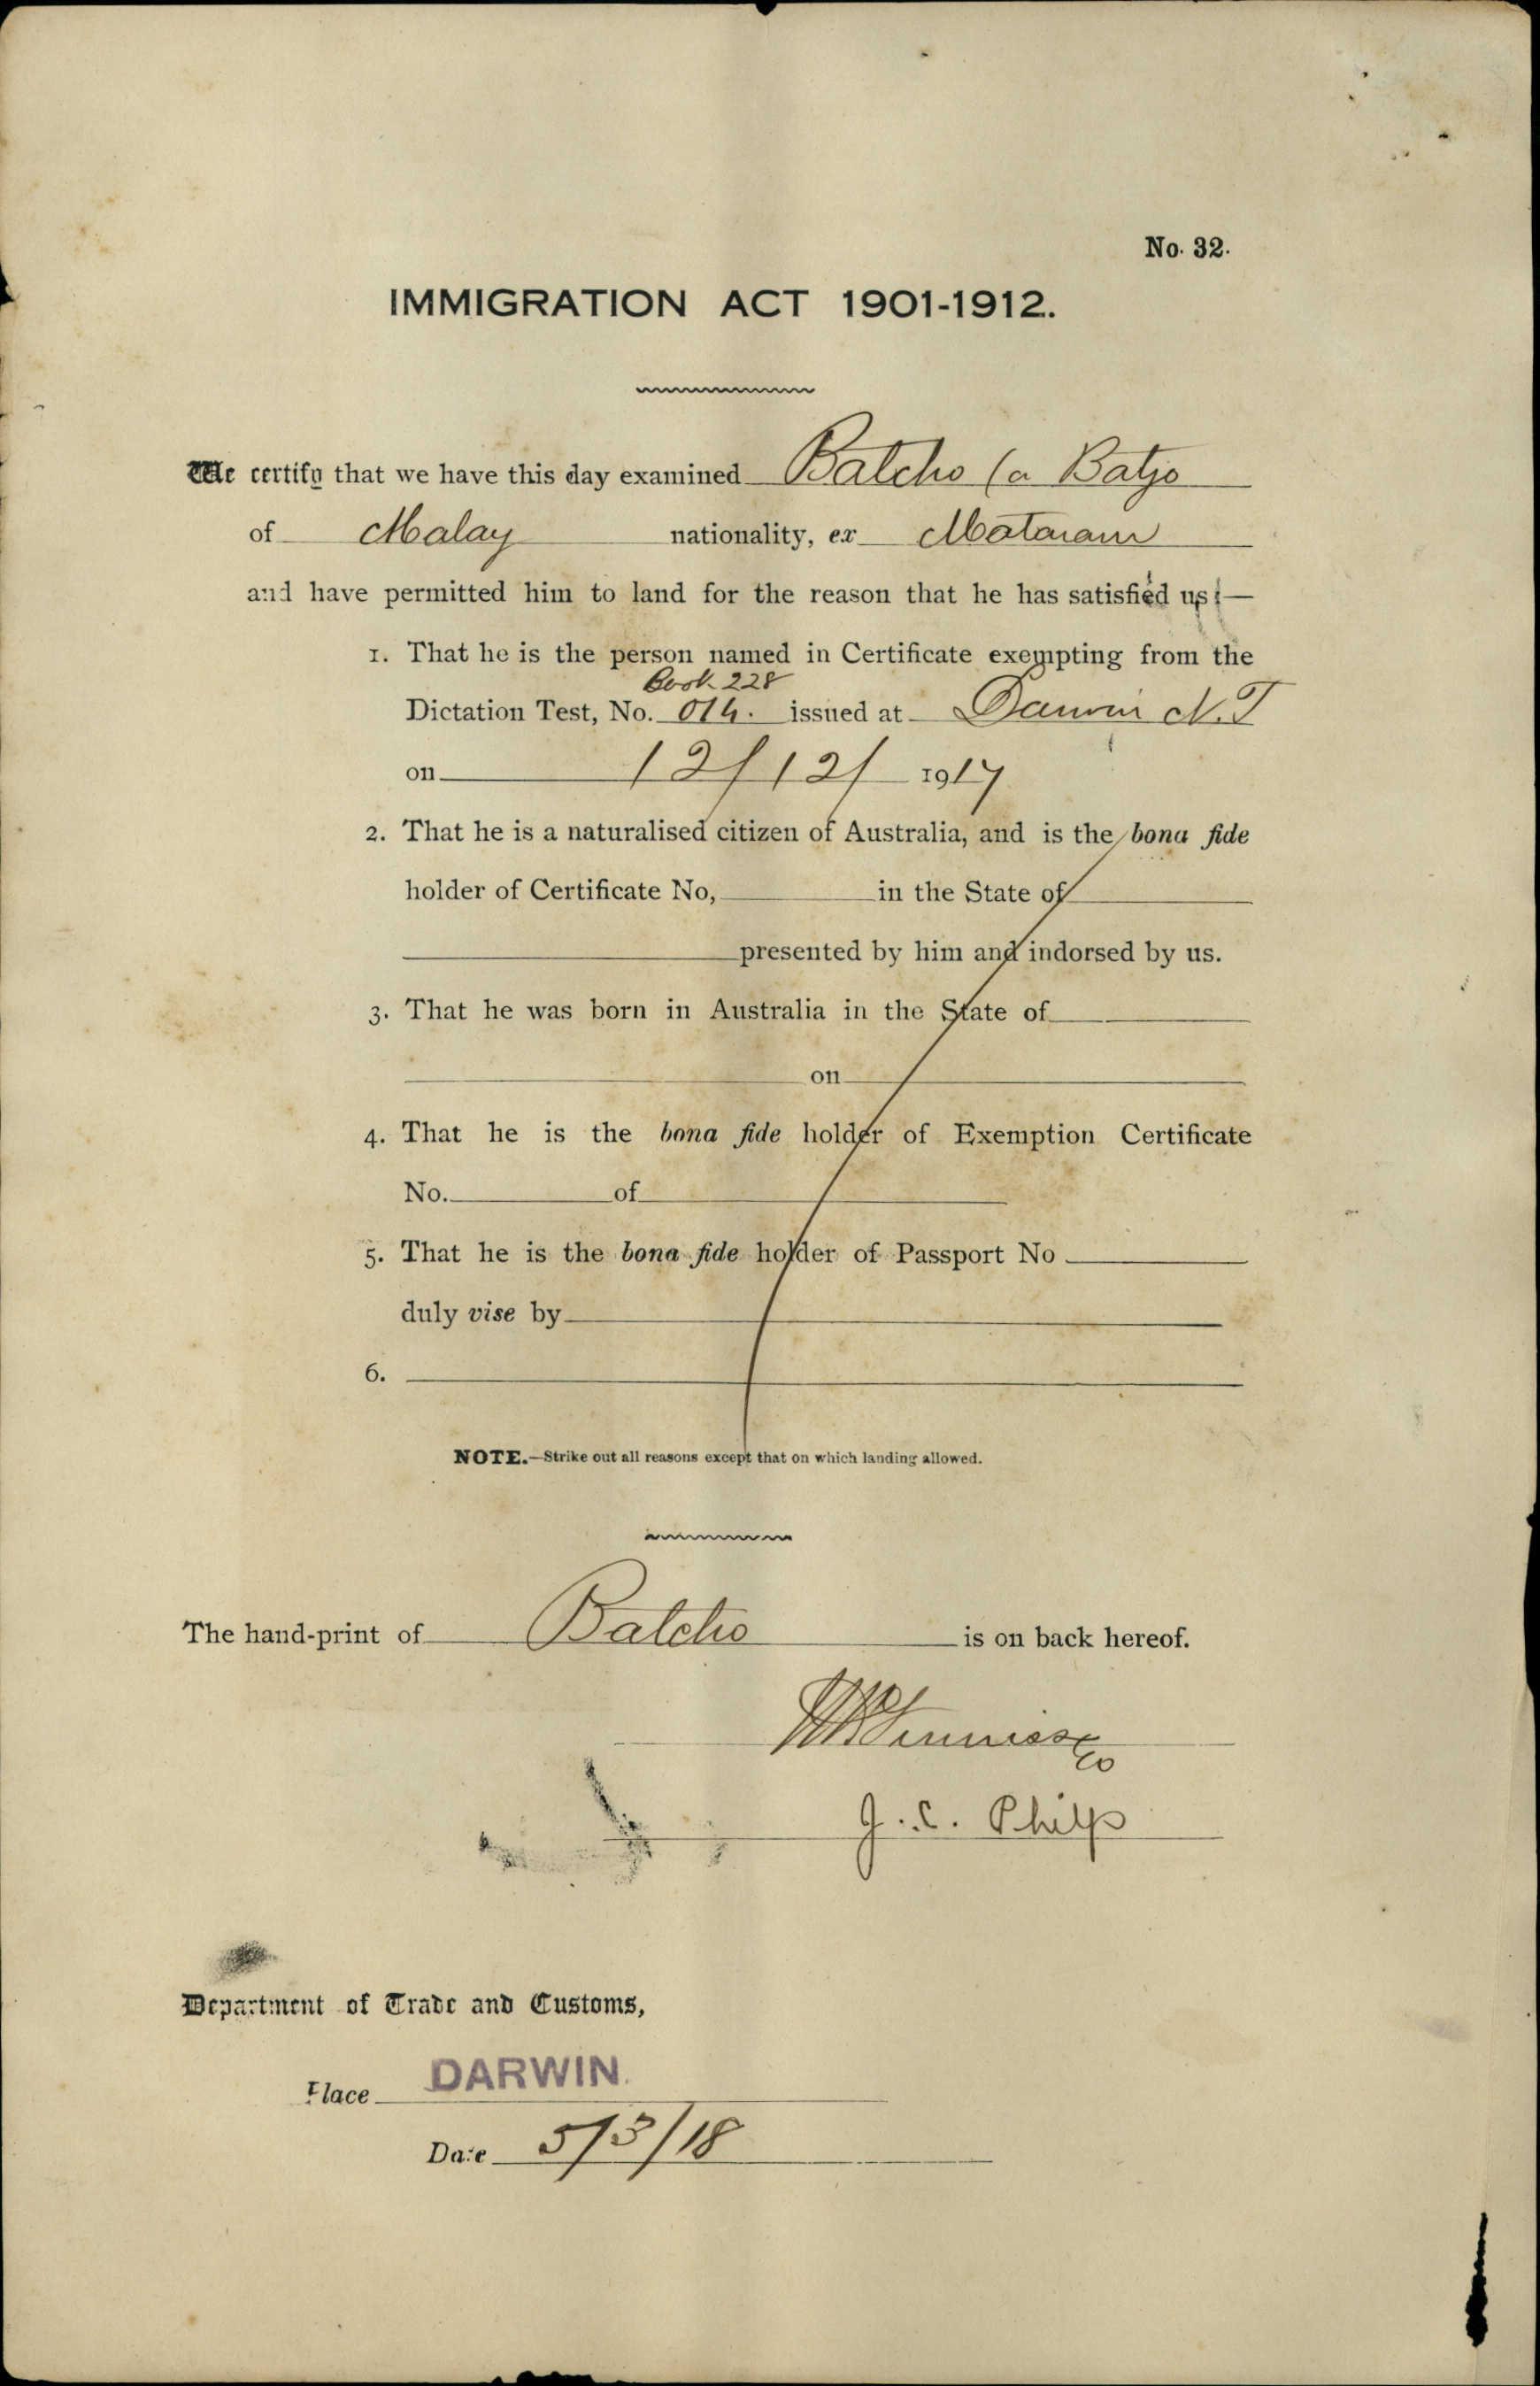 No. 32.
IMMIGRATION ACT 1901-1912.
We certify that we have this day examined Batcho (a Batjo
of Malay nationality, ex Mataram
and have permitted him to land for the reason that he has satisfied us :—
1. That he is the person named in Certificate exempting from the
Book 228
Dictation Test, No. 014. issued at Darwin N.T
on 12/12/1917
2. That he is a naturalised citizen of Australia, and is the bona fide
holder of Certificate No, in the State of
presented by him and indorsed by us.
3. That he was born in Australia in the State of
on
4. That he is the bona fide holder of Exemption Certificate
No. of
5. That he is the bona fide holder of Passport No
duly vise by
6.
NOTE.—Strike out all reasons except that on which landing allowed.
The hand-print of Batcho is on back hereof.
J. C. Philp
Department of Trade and Customs,
Place DARWIN.
Date 5/3/18